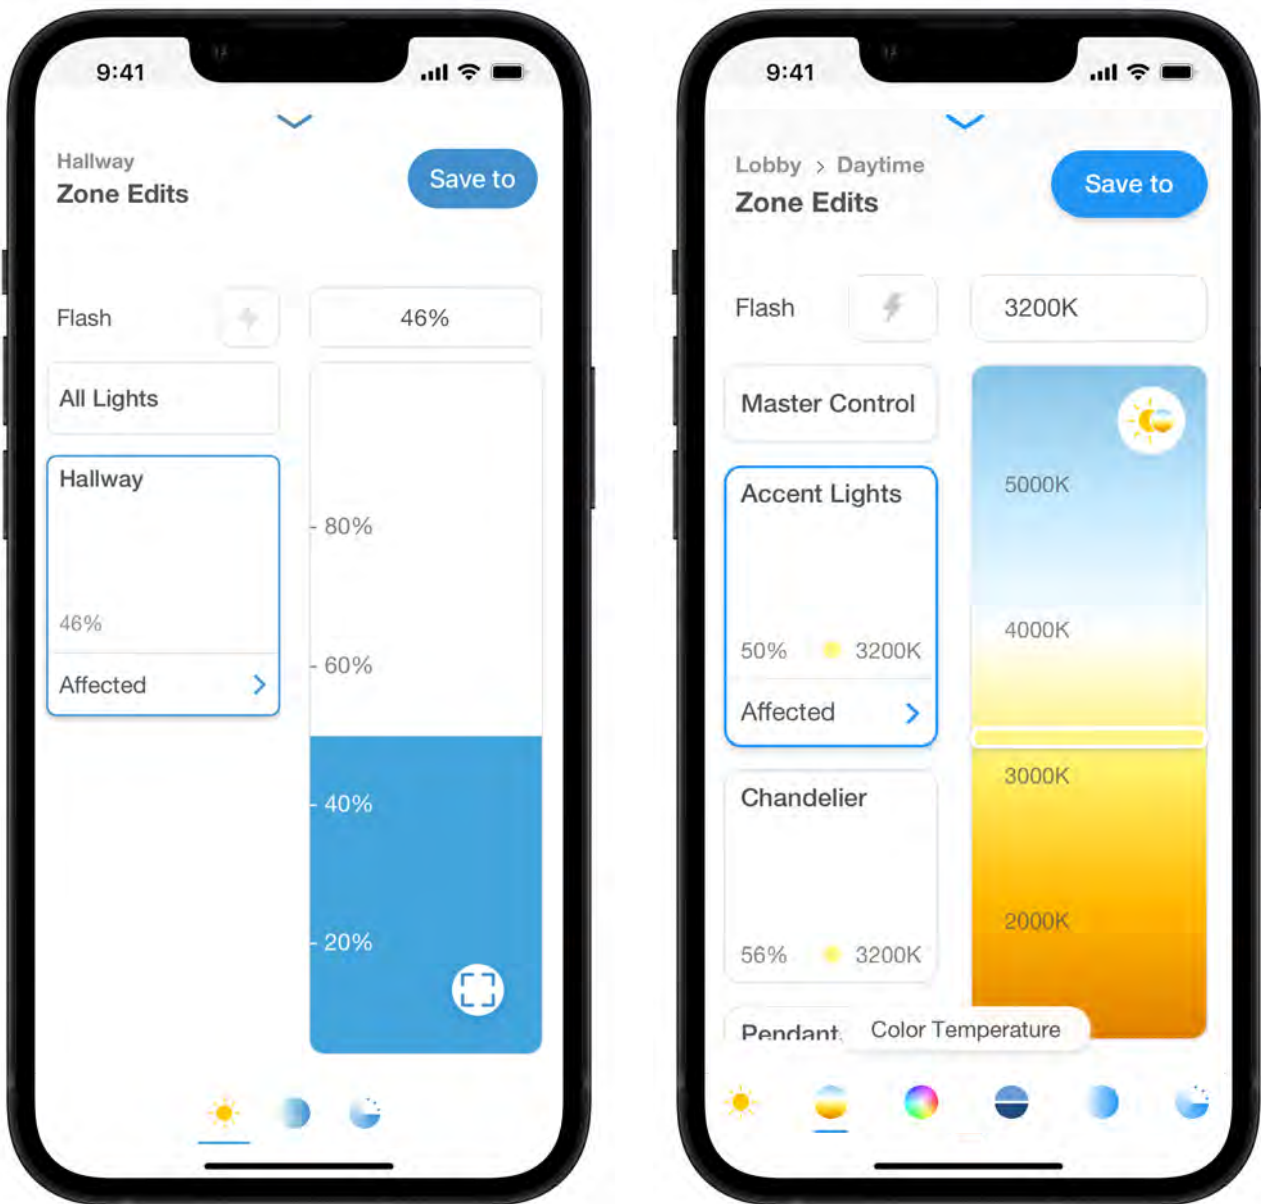 9:41
Hallway
Zone Edits
Save to
Flash
46%
All Lights
Hallway
46%
Affected
- 80%
- 60%
- 40%
- 20%
9:41
Lobby > Daytime
Zone Edits
Save to
Flash
3200K
Master Control
Accent Lights
50% 3200K
Affected
Chandelier
56% 3200K
Pendant
5000K
4000K
3000K
2000K
Color Temperature